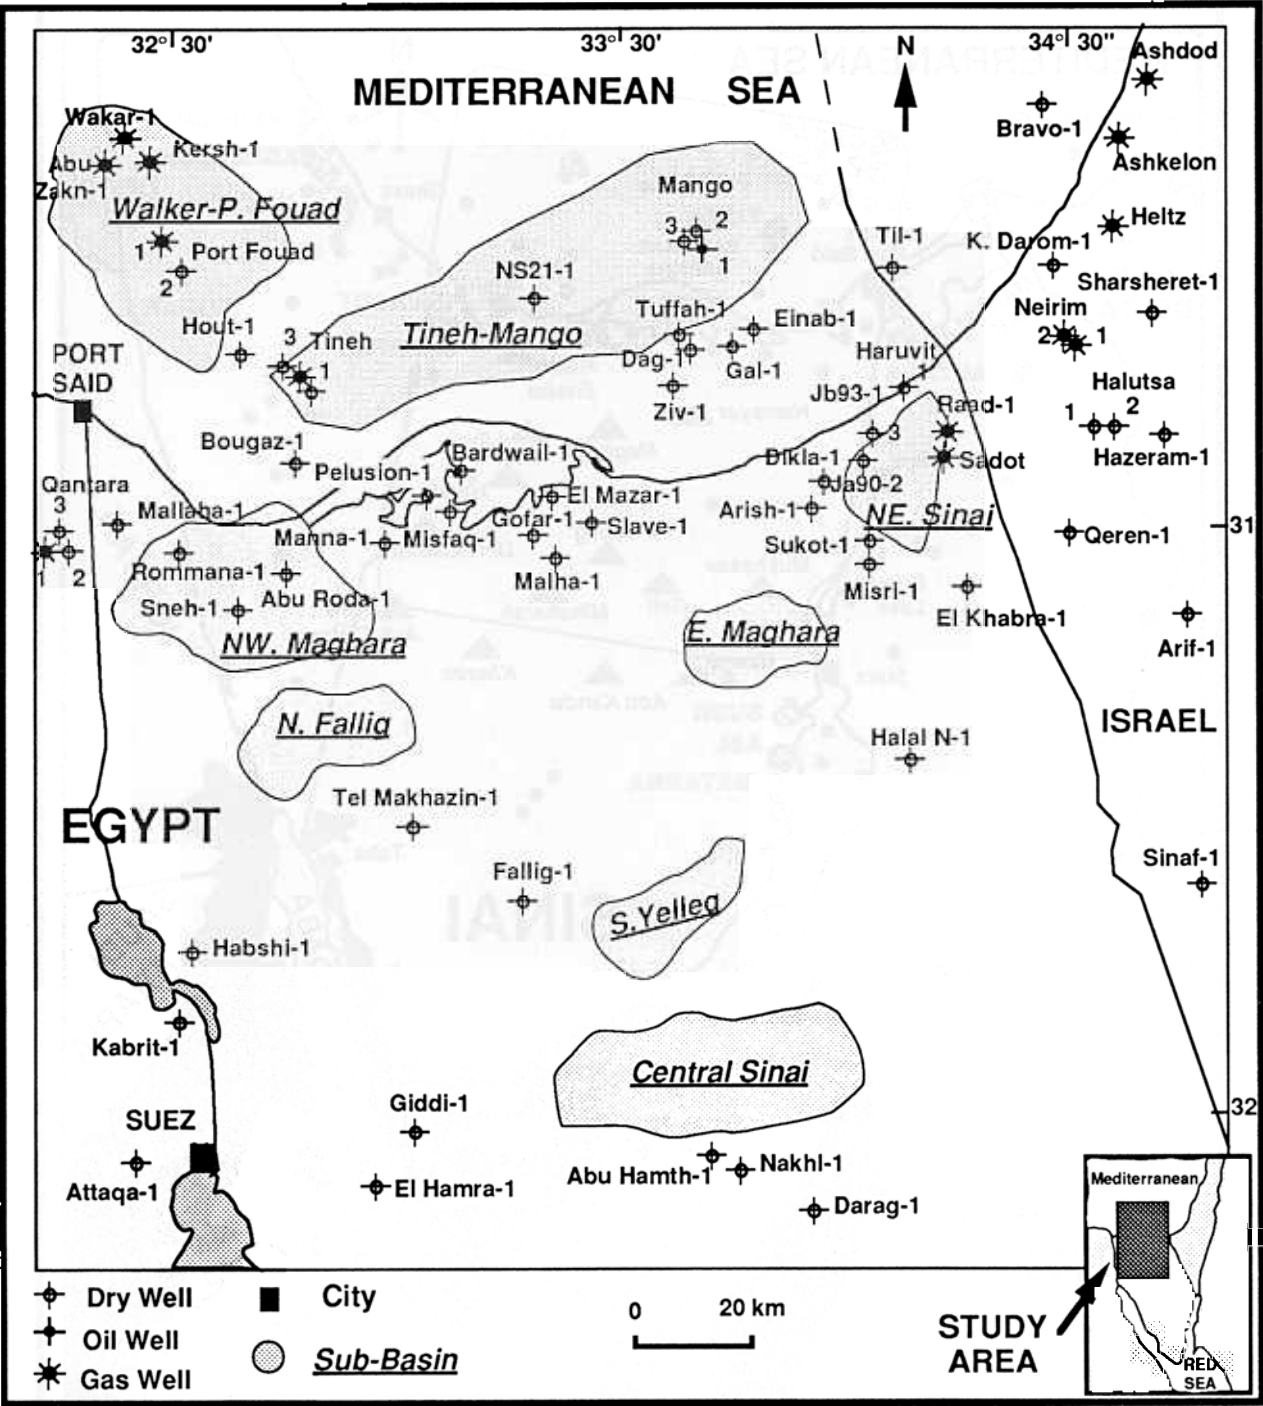 32° 30'
33° 30'
34° 30"
Ashdod
N
MEDITERRANEAN SEA
Bravo-1
Wakar-1
Kersh-1
Abu
Zakn-1
Ashkelon
Mango
Walker-P. Fouad
3 2
1
Heltz
1 Port Fouad
2
Til-1
K. Darom-1
NS21-1
Sharsheret-1
Tuffah-1
Einab-1
Neirim
2 1
Hout-1
3 Tineh
1
Tineh-Mango
Dag-1
Gal-1
Haruvit
1
PORT
SAID
Ziv-1
Jb93-1
Halutsa
1 2
Raad-1
3
Hazeram-1
Bougaz-1
Bardwail-1
Dikla-1
Sadot
Pelusion-1
Qantara
3
Ja90-2
El Mazar-1
Mallaha-1
Gofar-1
Slave-1
Arish-1
NE. Sinai
31
Manna-1
Misfaq-1
Sukot-1
Qeren-1
1 2
Rommana-1
Malha-1
Misri-1
Sneh-1
Abu Roda-1
El Khabra-1
NW. Maghara
E. Maghara
Arif-1
N. Fallig
ISRAEL
Halal N-1
Tel Makhazin-1
EGYPT
Fallig-1
Sinaf-1
S.Yelleq
Habshi-1
Kabrit-1
Central Sinai
Giddi-1
32
SUEZ
Abu Hamth-1
Nakhl-1
Attaqa-1
El Hamra-1
Darag-1
Mediterranean
Dry Well
City
0 20 km
Oil Well
STUDY
AREA
Sub-Basin
Gas Well
RED
SEA